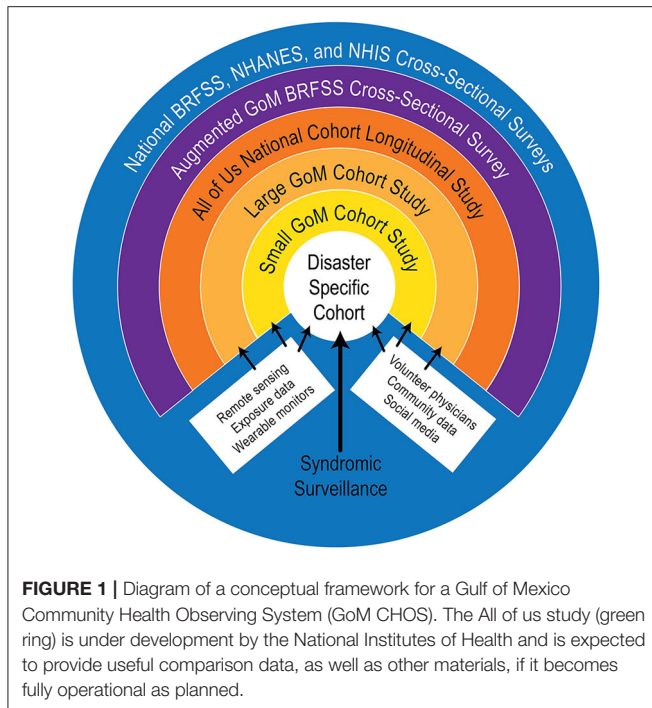 National BRFSS, NHANES, and NHIS Cross-Sectional Surveys
Augmented GoM BRFSS Cross-Sectional Survey
All of Us National Cohort Longitudinal Study
Large GoM Cohort Study
Small GoM Cohort Study
Disaster
Specific
Cohort
Remote sensing
Exposure data
Wearable monitors
Volunteer physicians
Community data
Social media
Syndromic
Surveillance
FIGURE 1 | Diagram of a conceptual framework for a Gulf of Mexico
Community Health Observing System (GoM CHOS). The All of us study (green
ring) is under development by the National Institutes of Health and is expected
to provide useful comparison data, as well as other materials, if it becomes
fully operational as planned.